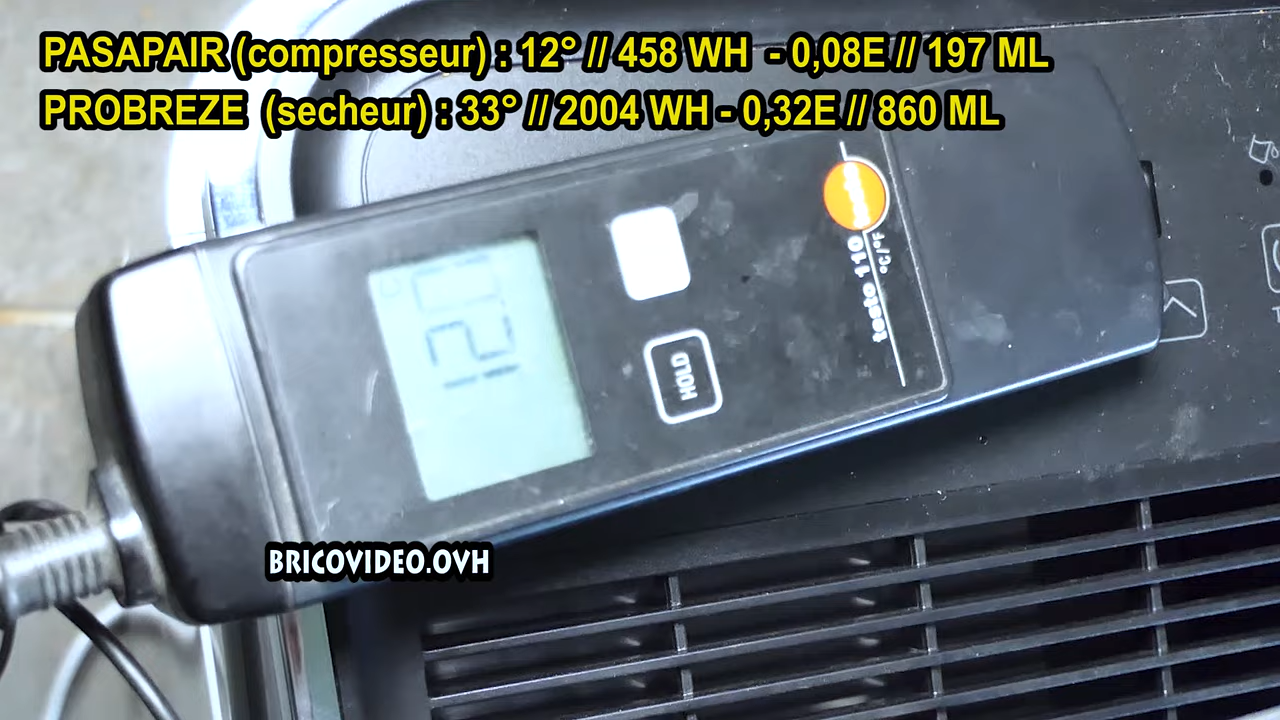 PASAPAIR (compresseur) : 12° // 458 WH - 0,08E // 197 ML
PROBREZE (secheur) : 33° // 2004 WH - 0,32E // 860 ML
testo
testo 110
°C/°F
HOLD
BRICOVIDEO.OVH